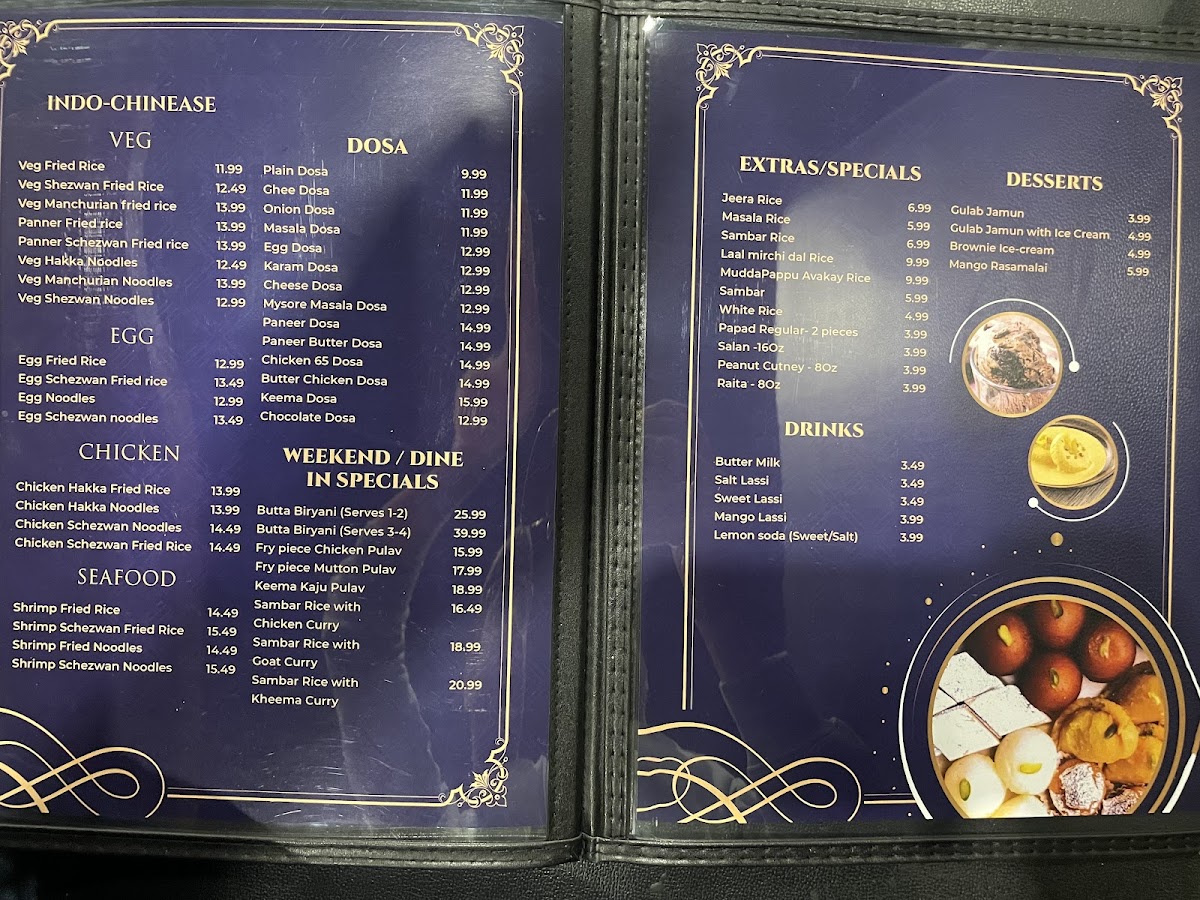 INDO-CHINEASE
VEG
Veg Fried Rice 11.99
Veg Shezwan Fried Rice 12.49
Veg Manchurian fried rice 13.99
Panner Fried rice 13.99
Panner Schezwan Fried rice 13.99
Veg Hakka Noodles 12.49
Veg Manchurian Noodles 13.99
Veg Shezwan Noodles 12.99
EGG
Egg Fried Rice 12.99
Egg Schezwan Fried rice 13.49
Egg Noodles 12.99
Egg Schezwan noodles 13.49
CHICKEN
Chicken Hakka Fried Rice 13.99
Chicken Hakka Noodles 13.99
Chicken Schezwan Noodles 14.49
Chicken Schezwan Fried Rice 14.49
SEAFOOD
Shrimp Fried Rice 14.49
Shrimp Schezwan Fried Rice 15.49
Shrimp Fried Noodles 14.49
Shrimp Schezwan Noodles 15.49
DOSA
Plain Dosa 9.99
Ghee Dosa 11.99
Onion Dosa 11.99
Masala Dosa 11.99
Egg Dosa 12.99
Karam Dosa 12.99
Cheese Dosa 12.99
Mysore Masala Dosa 12.99
Paneer Dosa 14.99
Paneer Butter Dosa 14.99
Chicken 65 Dosa 14.99
Butter Chicken Dosa 14.99
Keema Dosa 15.99
Chocolate Dosa 12.99
WEEKEND / DINE
IN SPECIALS
Butta Biryani (Serves 1-2) 25.99
Butta Biryani (Serves 3-4) 39.99
Fry piece Chicken Pulav 15.99
Fry piece Mutton Pulav 17.99
Keema Kaju Pulav 18.99
Sambar Rice with 16.49
Chicken Curry
Sambar Rice with 18.99
Goat Curry
Sambar Rice with 20.99
Kheema Curry
EXTRAS/SPECIALS
Jeera Rice 6.99
Masala Rice 5.99
Sambar Rice 6.99
Laal mirchi dal Rice 9.99
MuddaPappu Avakay Rice 9.99
Sambar 5.99
White Rice 4.99
Papad Regular- 2 pieces 3.99
Salan -16Oz 3.99
Peanut Cutney - 8Oz 3.99
Raita - 8Oz 3.99
DRINKS
Butter Milk 3.49
Salt Lassi 3.49
Sweet Lassi 3.49
Mango Lassi 3.99
Lemon soda (Sweet/Salt) 3.99
DESSERTS
Gulab Jamun 3.99
Gulab Jamun with Ice Cream 4.99
Brownie Ice-cream 4.99
Mango Rasamalai 5.99